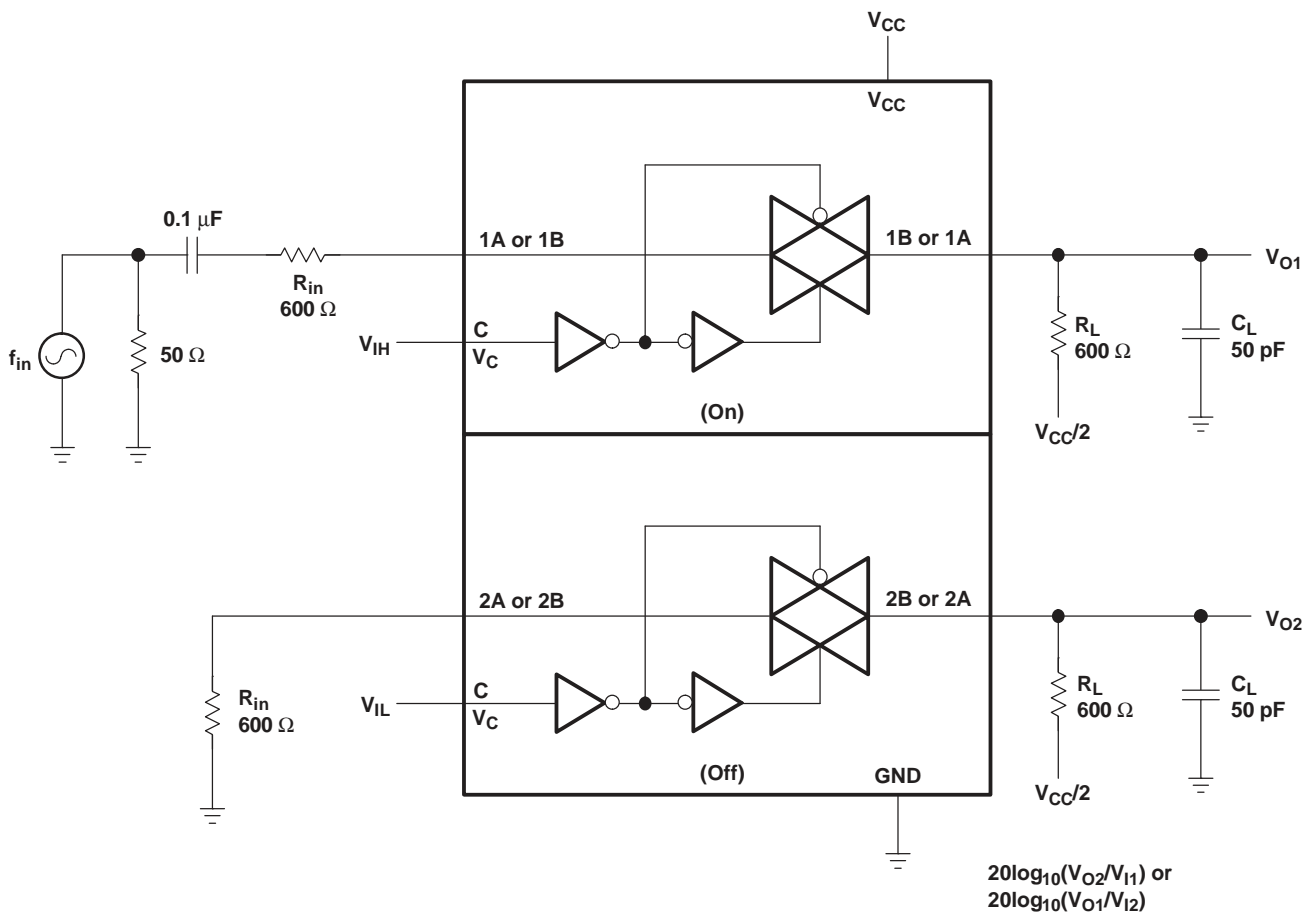 VCC
VCC
0.1 μF
1A or 1B
1B or 1A
VO1
Rin
600 Ω
fin
50 Ω
VIH
C
VC
RL
600 Ω
CL
50 pF
(On)
VCC/2
2A or 2B
2B or 2A
VO2
Rin
600 Ω
VIL
C
VC
RL
600 Ω
CL
50 pF
(Off)
GND
VCC/2
20log10(VO2/VI1) or
20log10(VO1/VI2)